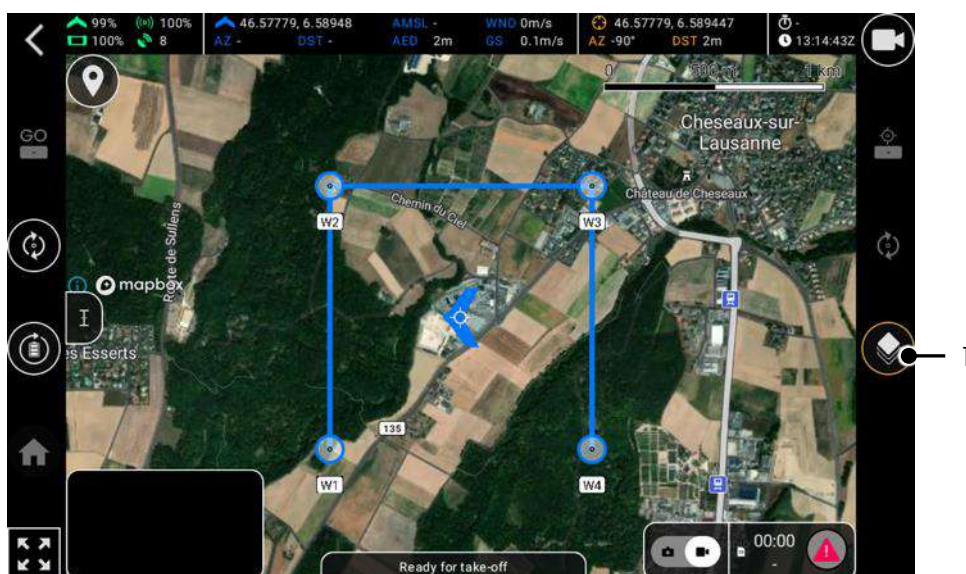 99% 100% 46.57779, 6.58948 AMSL - WND 0m/s 46.57779, 6.589447 -
100% 8 AZ - DST - AED 2m GS 0.1m/s AZ -90° DST 2m 13:14:43Z
0 500 m 1 km
GO
-
-
Cheseaux-sur-
Lausanne
Château de Cheseaux
Chemin du Ciel
W2
W3
Route de Sullens
mapbox
es Esserts
1
135
W1
W4
00:00
-
Ready for take-off